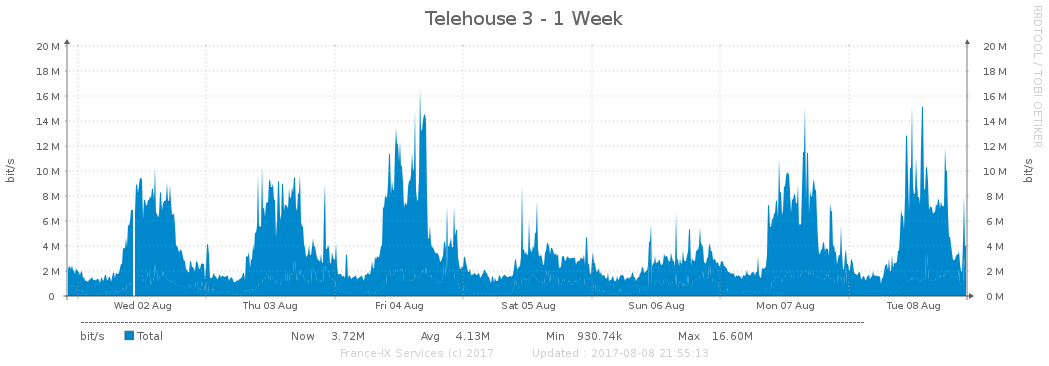 Telehouse 3 - 1 Week
RRDTOOL / TOBI OETIKER
bit/s
bit/s
20 M 20 M
18 M 18 M
16 M 16 M
14 M 14 M
12 M 12 M
10 M 10 M
8 M 8 M
6 M 6 M
4 M 4 M
2 M 2 M
0 0 M
Wed 02 Aug Thu 03 Aug Fri 04 Aug Sat 05 Aug Sun 06 Aug Mon 07 Aug Tue 08 Aug
bit/s Total Now 3.72M Avg 4.13M Min 930.74k Max 16.60M
France-IX Services (c) 2017 Updated : 2017-08-08 21:55:13